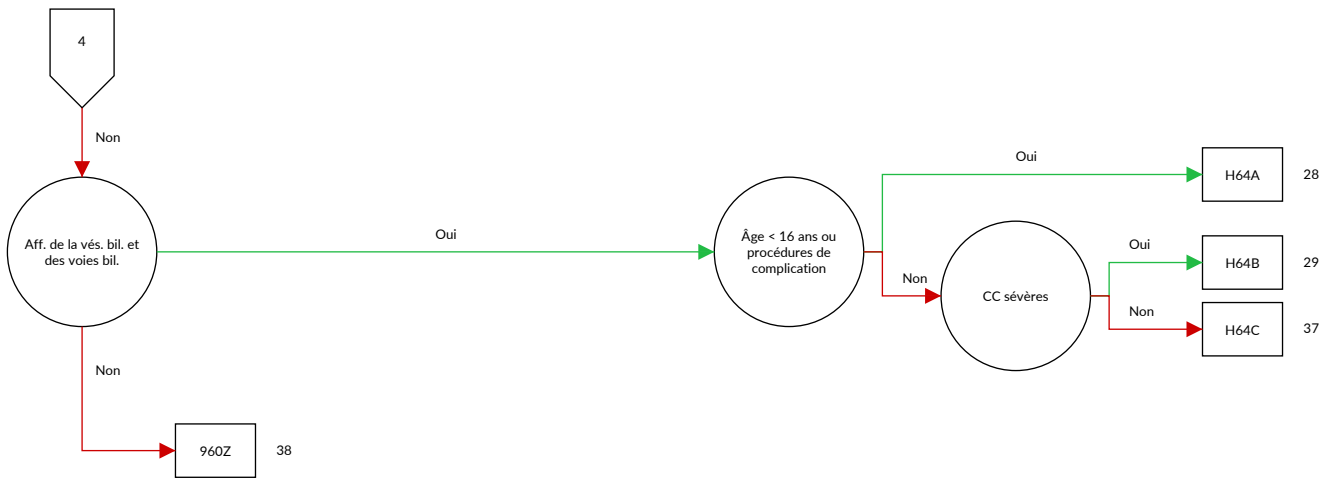 4
Non
Aff. de la vés. bil. et
des voies bil.
Oui
Âge < 16 ans ou
procédures de
complication
Oui
H64A
28
Non
CC sévères
Oui
H64B
29
Non
H64C
37
Non
960Z
38